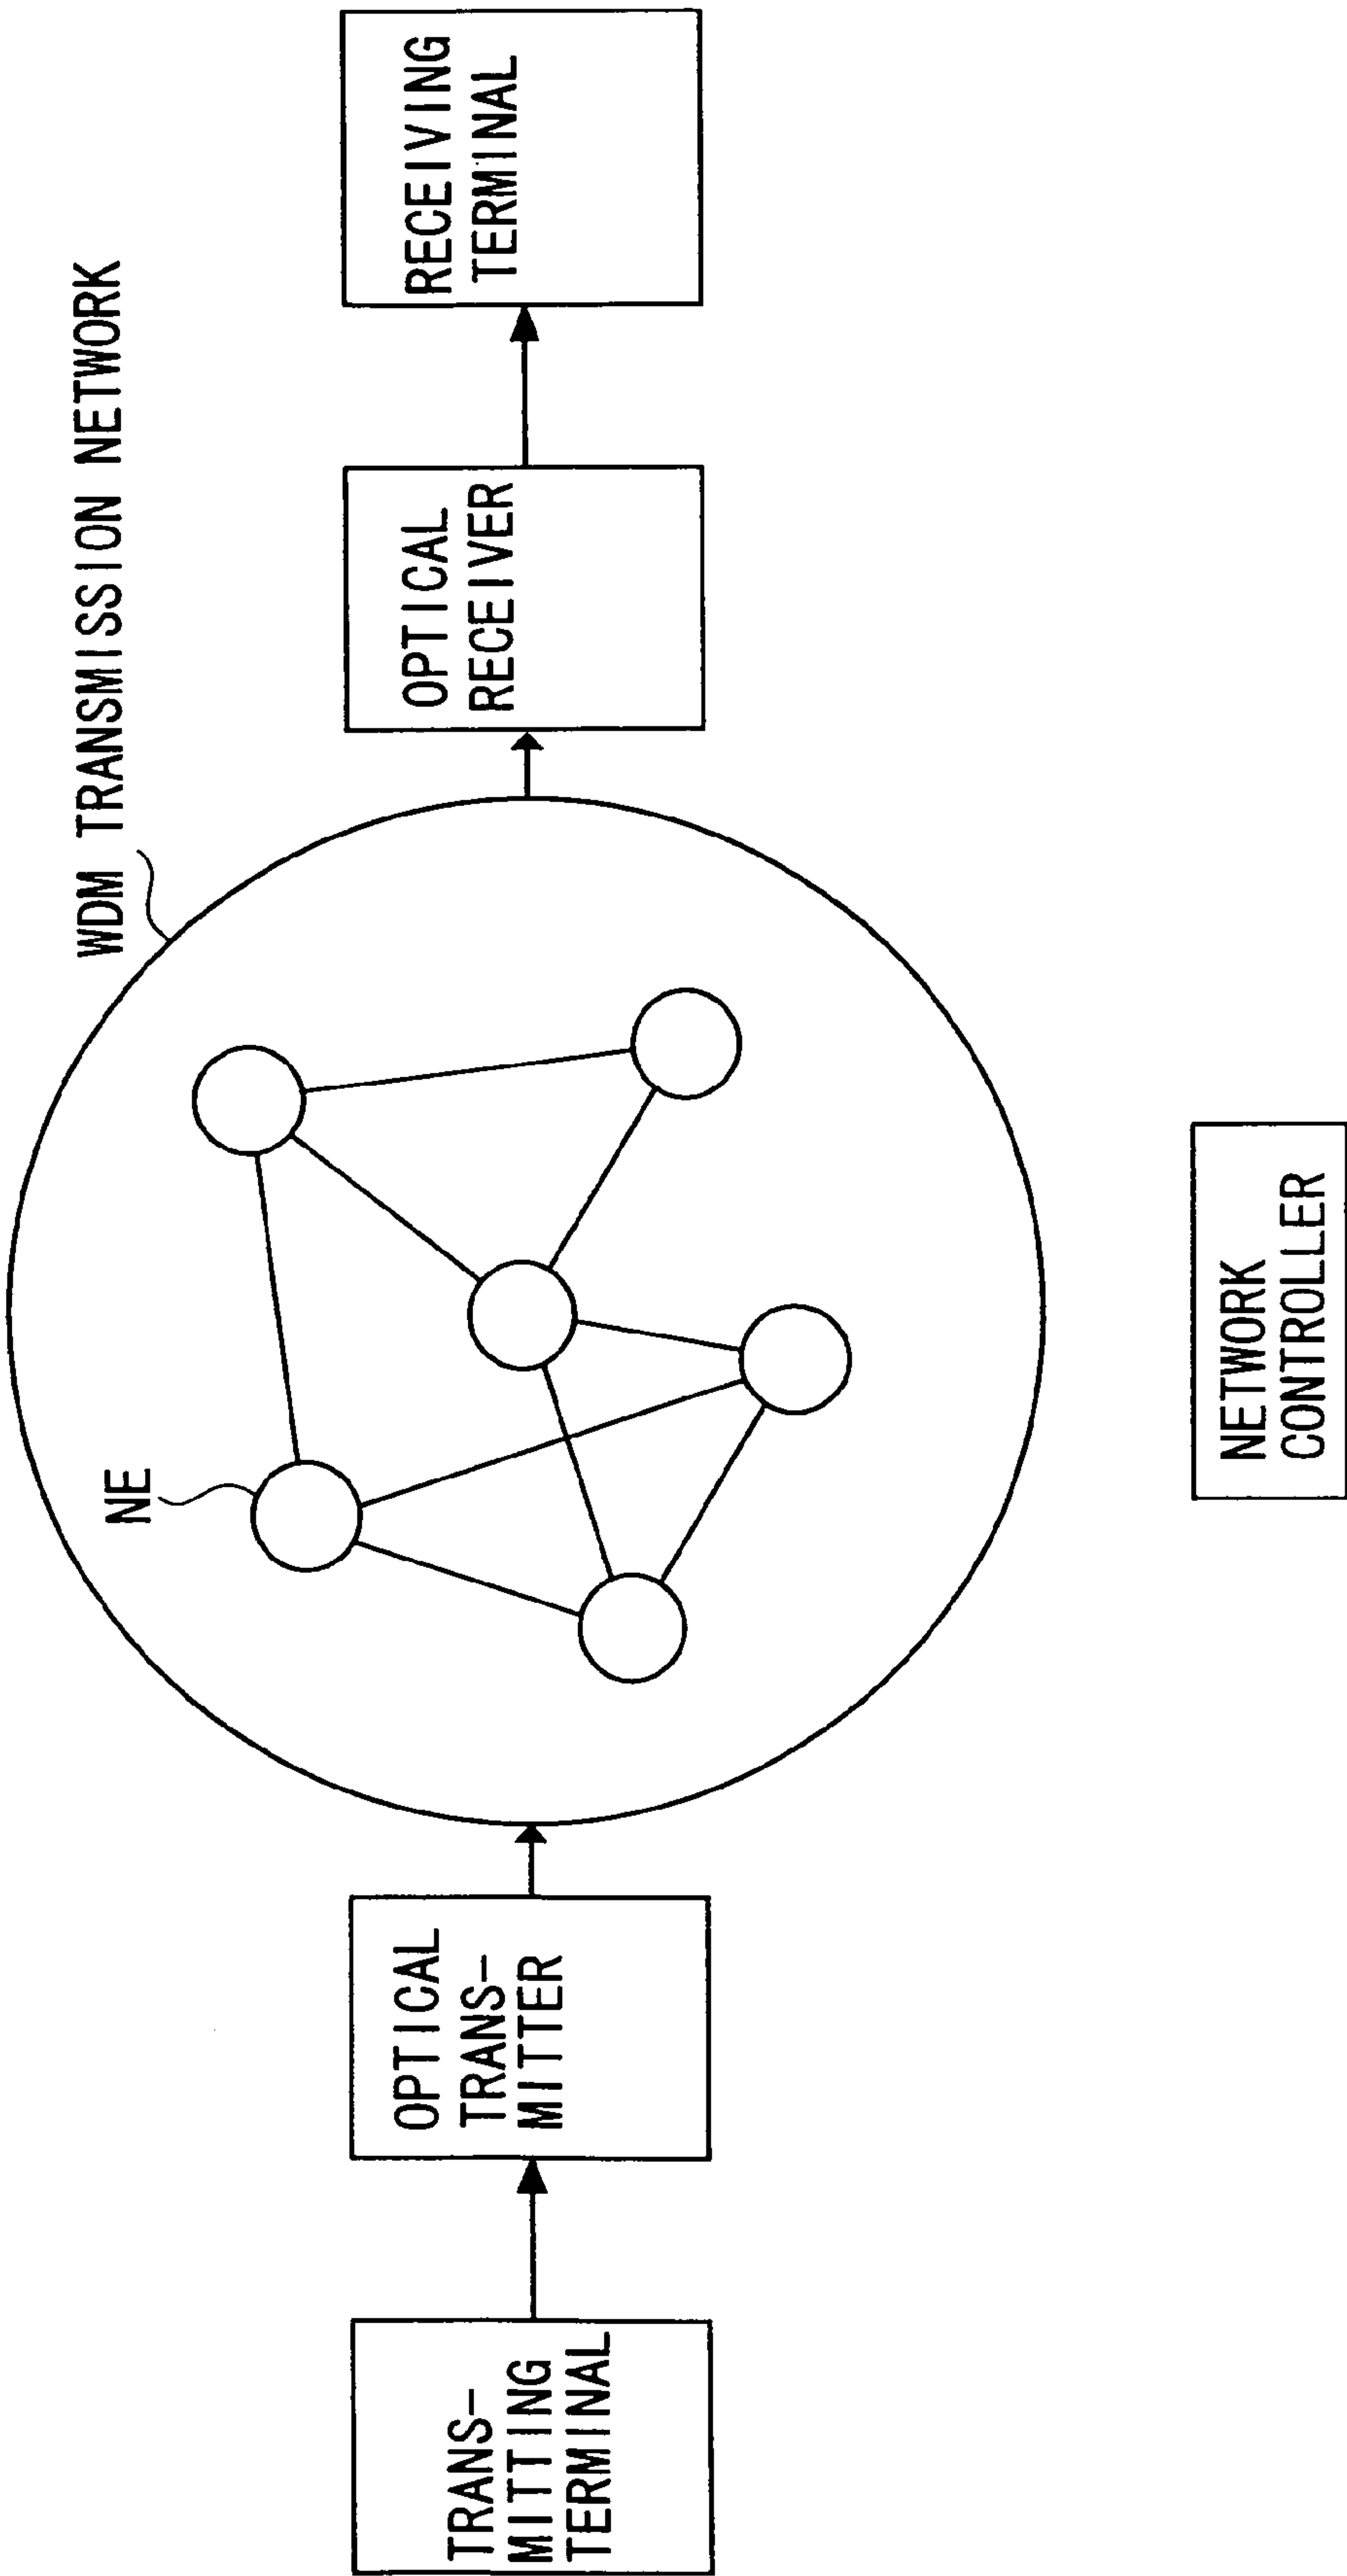 WDM TRANSMISSION NETWORK
NE
TRANS-
MITTING
TERMINAL
OPTICAL
TRANS-
MITTER
OPTICAL
RECEIVER
RECEIVING
TERMINAL
NETWORK
CONTROLLER